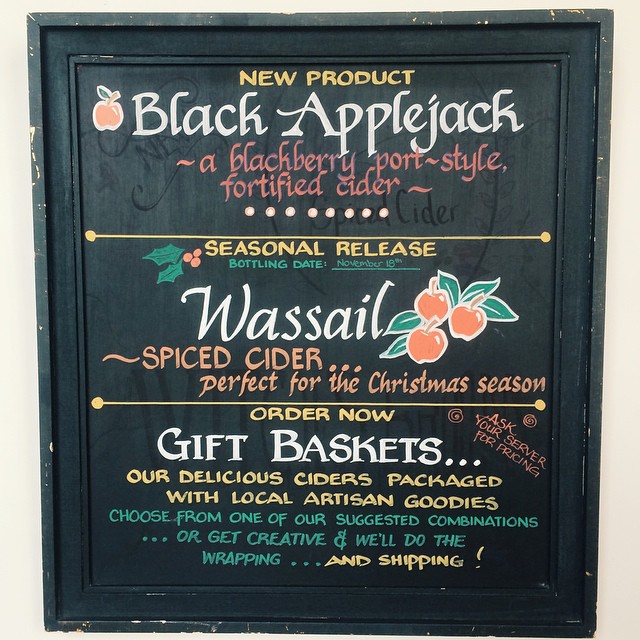 NEW PRODUCT
Black Applejack
~a blackberry port-style,
fortified cider~
Spiced Cider
SEASONAL RELEASE
BOTTLING DATE: November 18th
Wassail
~SPICED CIDER...
perfect for the Christmas season
ORDER NOW
GIFT BASKETS...
ASK
YOUR SERVER
FOR PRICING
OUR DELICIOUS CIDERS PACKAGED
WITH LOCAL ARTISAN GOODIES
CHOOSE FROM ONE OF OUR SUGGESTED COMBINATIONS
... OR GET CREATIVE & WE'LL DO THE
WRAPPING ... AND SHIPPING!